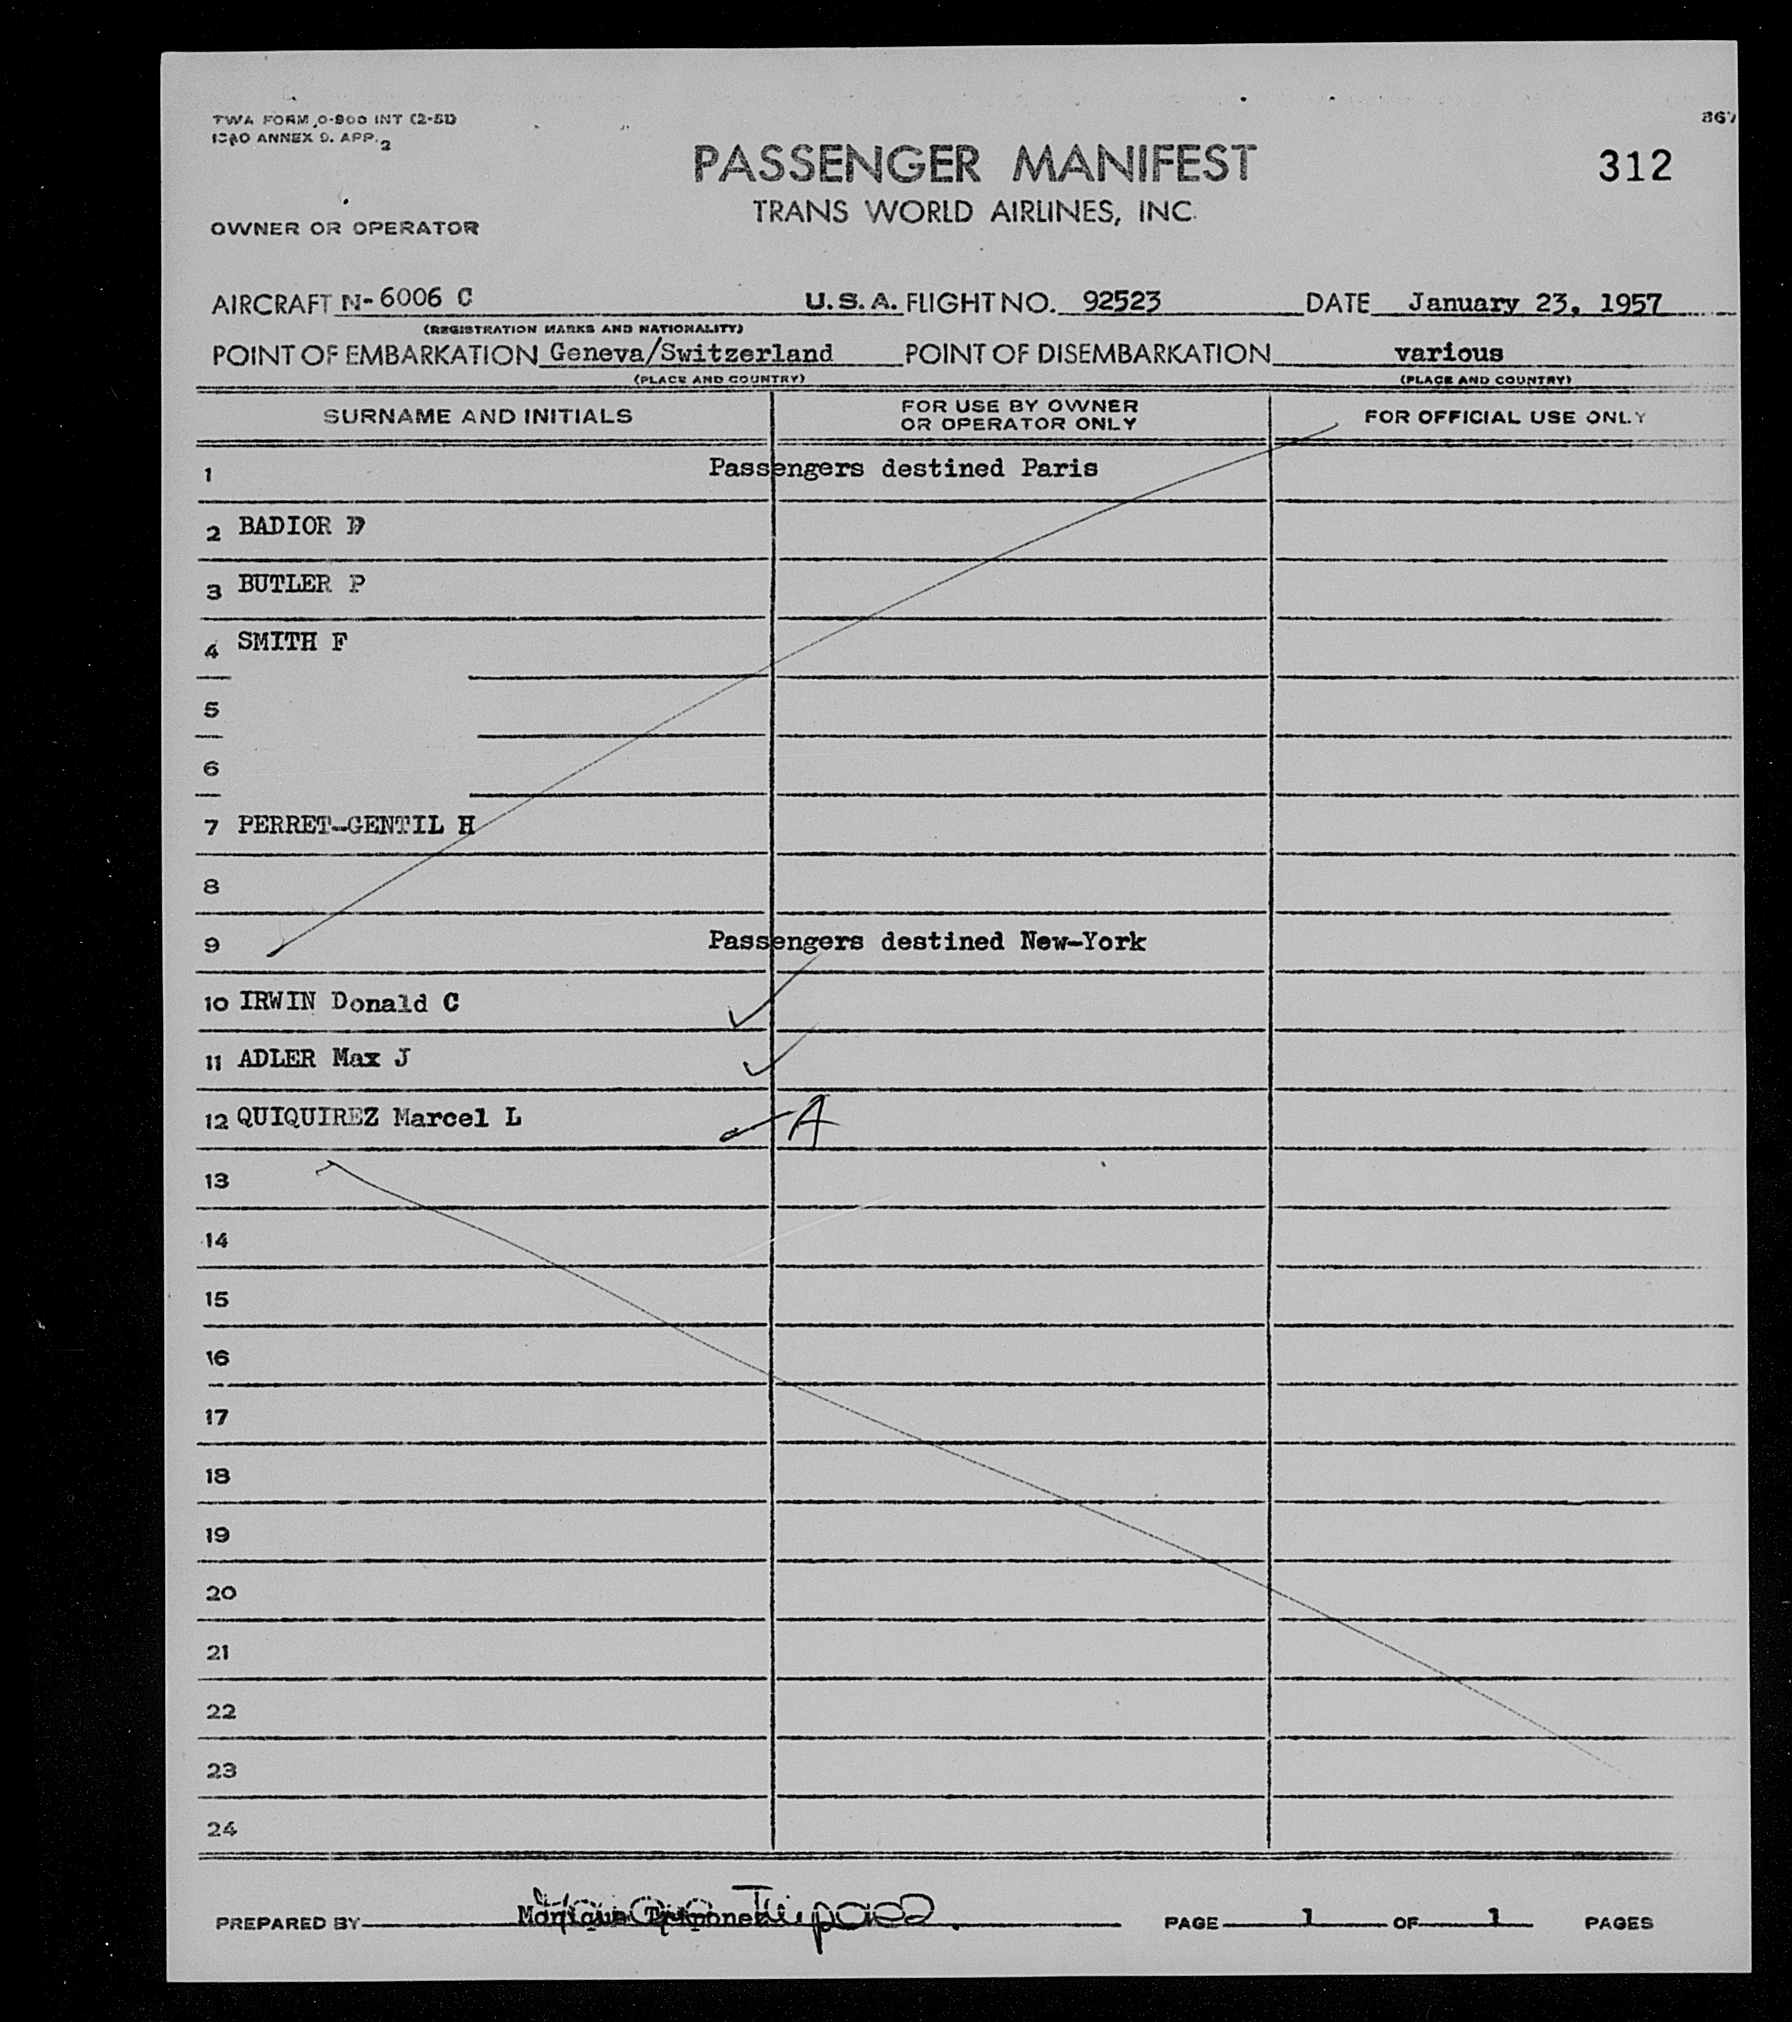 TWA FORM O-800 INT (2-51)
ICAO ANNEX 9. APP. 2
867
PASSENGER MANIFEST
312
TRANS WORLD AIRLINES, INC.
OWNER OR OPERATOR
AIRCRAFT N-6006 C U.S.A. FLIGHT NO. 92523 DATE January 23, 1957
(REGISTRATION MARKS AND NATIONALITY)
POINT OF EMBARKATION Geneva/Switzerland POINT OF DISEMBARKATION various
(PLACE AND COUNTRY) (PLACE AND COUNTRY)
SURNAME AND INITIALS FOR USE BY OWNER OR OPERATOR ONLY FOR OFFICIAL USE ONLY
1 Passengers destined Paris
2 BADIOR D
3 BUTLER P
4 SMITH F
5
6
7 PERRET-GENTIL H
8
9 Passengers destined New-York
10 IRWIN Donald C
11 ADLER Max J
12 QUIQUIREZ Marcel L A
13
14
15
16
17
18
19
20
21
22
23
24
PREPARED BY PAGE 1 OF 1 PAGES